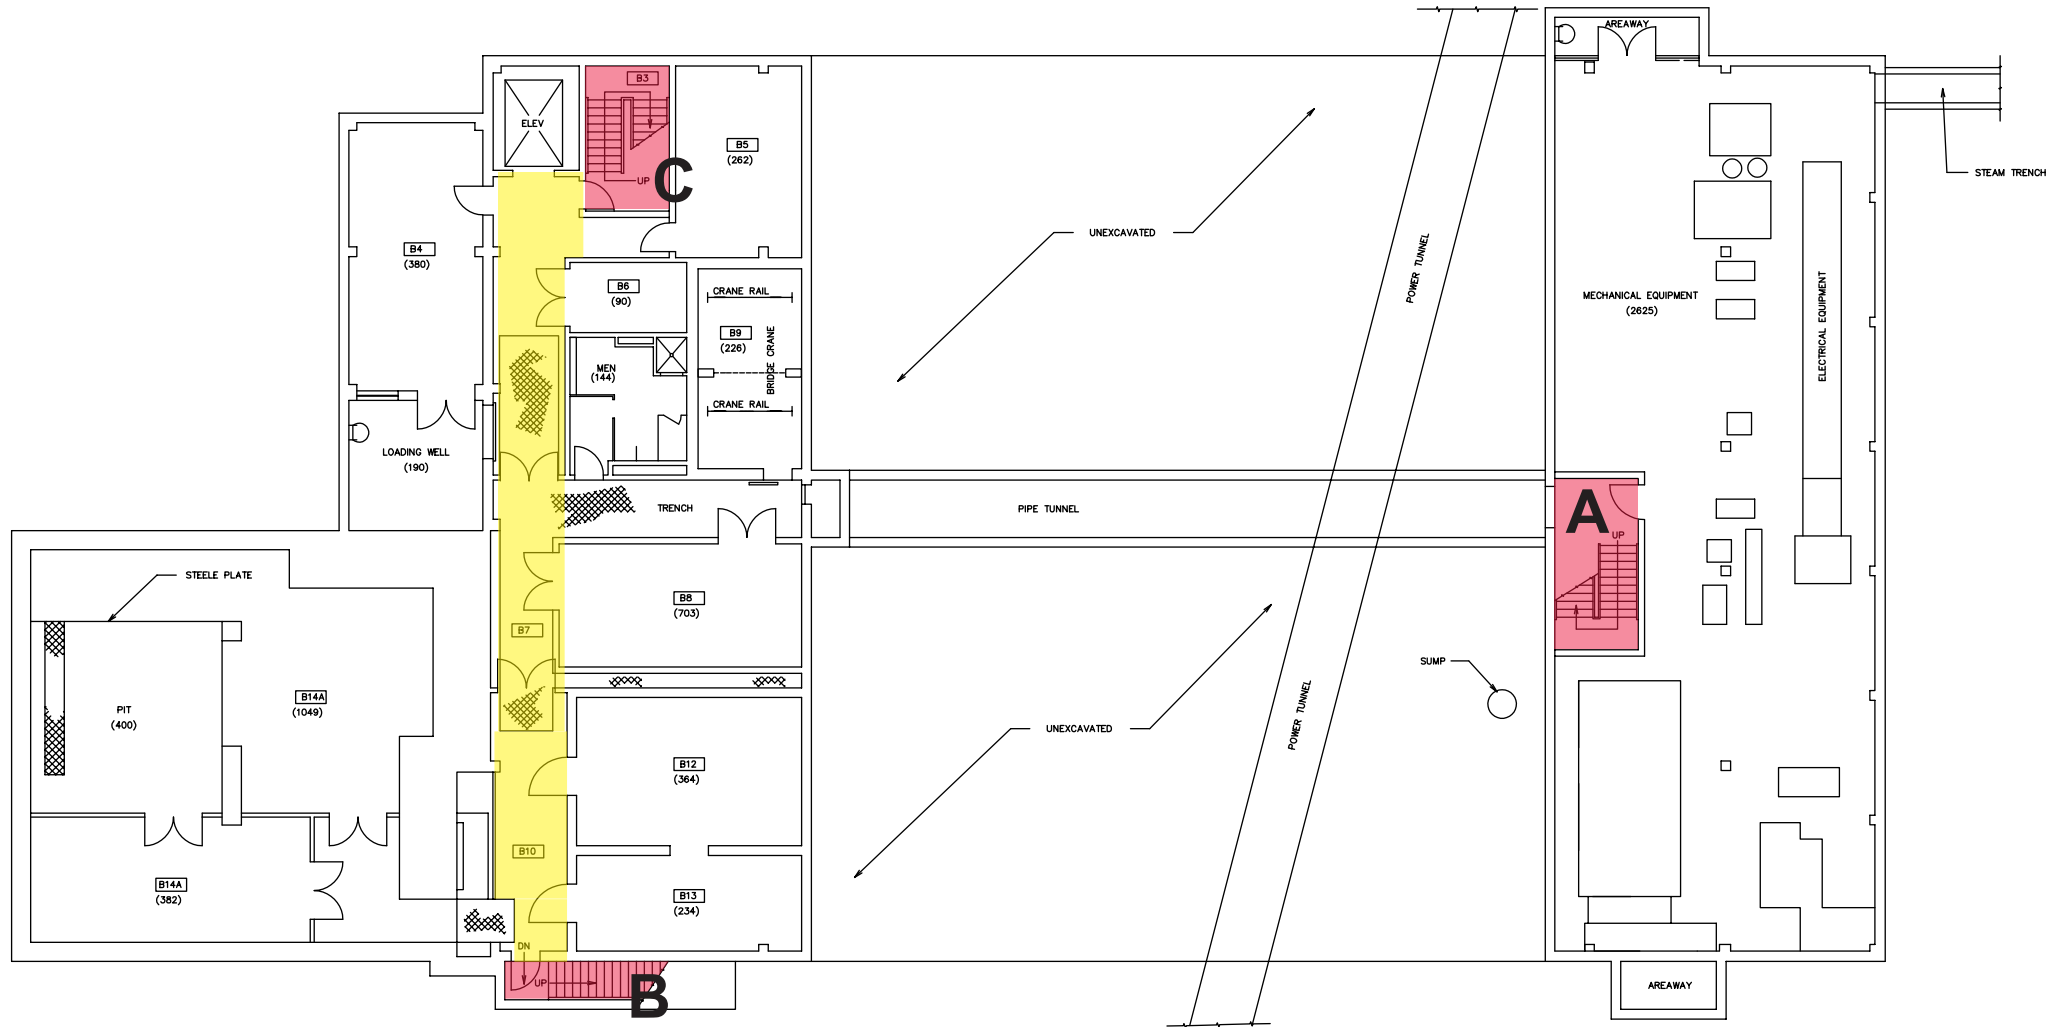 AREAWAY
B3
ELEV
C
UP
B5
(262)
STEAM TRENCH
B4
(380)
UNEXCAVATED
POWER TUNNEL
B6
(90)
CRANE RAIL
B9
(226)
BRIDGE CRANE
CRANE RAIL
MEN
(144)
MECHANICAL EQUIPMENT
(2625)
ELECTRICAL EQUIPMENT
LOADING WELL
(190)
TRENCH
PIPE TUNNEL
A
UP
STEELE PLATE
B8
(703)
B7
SUMP
PIT
(400)
B14A
(1049)
UNEXCAVATED
POWER TUNNEL
B12
(364)
B10
B14A
(382)
B13
(234)
DN
UP
B
AREAWAY